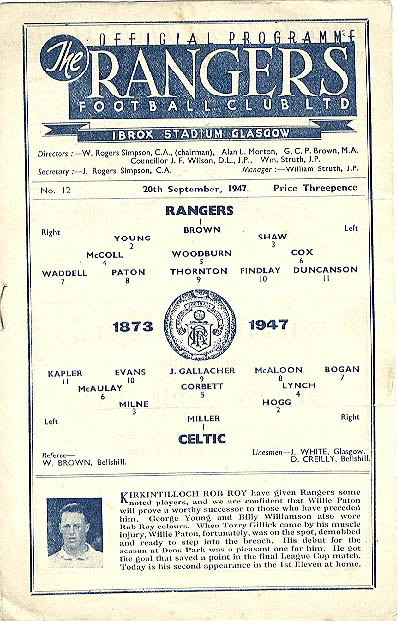 OFFICIAL PROGRAMME
The RANGERS
FOOTBALL CLUB LTD
IBROX STADIUM GLASGOW
Directors :—W. Rogers Simpson, C.A., (chairman), Alan L. Morton, G. C. P. Brown, M.A.
Councillor J. F. Wilson, D.L., J.P., Wm. Struth, J.P.
Secretary :—J. Rogers Simpson, C.A. Manager :—William Struth, J.P.
No. 12 20th September, 1947. Price Threepence
RANGERS
1
Right BROWN Left
YOUNG SHAW
2 3
McCOLL WOODBURN COX
4 5 6
WADDELL PATON THORNTON FINDLAY DUNCANSON
7 8 9 10 11
1873 1947
KAPLER EVANS J. GALLACHER McALOON BOGAN
11 10 9 8 7
McAULAY CORBETT LYNCH
6 5 4
MILNE HOGG
3 2
Left MILLER Right
1
CELTIC
Referee— Linesmen—J. WHITE, Glasgow.
W. BROWN, Bellshill. D. CREILLY, Bellshill.
KIRKINTILLOCH ROB ROY have given Rangers some
noted players, and we are confident that Willie Paton
will prove a worthy successor to those who have preceded
him. George Young and Billy Williamson also wore
Rob Roy colours. When Torry Gillick came by his muscle
injury, Willie Paton, fortunately, was on the spot, demobbed
and ready to step into the breach. His debut for the
season at Dens Park was a pleasant one for him. He got
the goal that saved a point in the final League Cup match.
Today is his second appearance in the 1st Eleven at home.